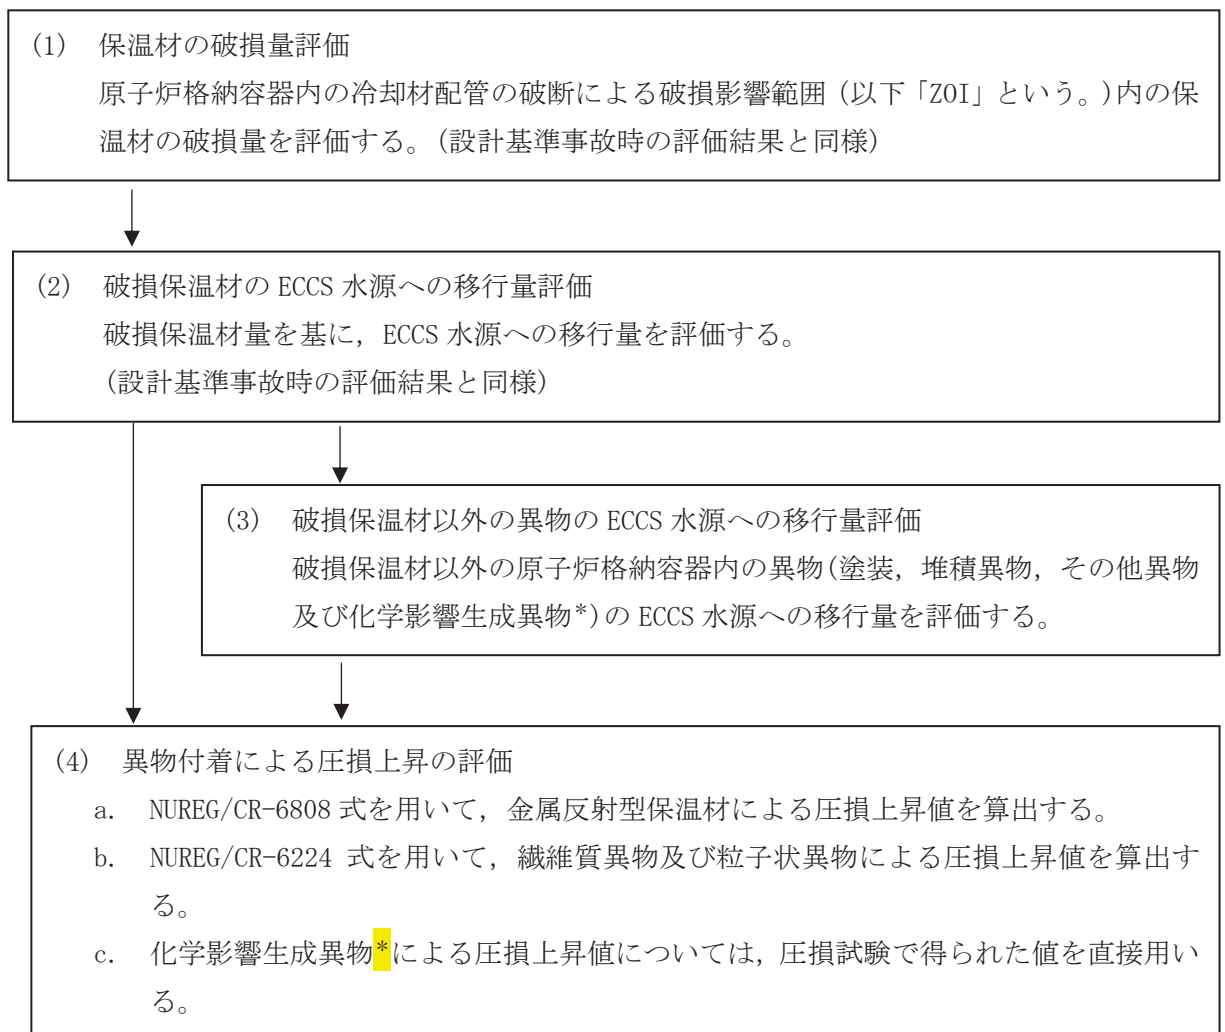 (1) 保温材の破損量評価
原子炉格納容器内の冷却材配管の破断による破損影響範囲(以下「ZOI」という。)内の保
温材の破損量を評価する。(設計基準事故時の評価結果と同様)
(2) 破損保温材の ECCS 水源への移行量評価
破損保温材量を基に，ECCS 水源への移行量を評価する。
(設計基準事故時の評価結果と同様)
(3) 破損保温材以外の異物の ECCS 水源への移行量評価
破損保温材以外の原子炉格納容器内の異物(塗装，堆積異物，その他異物
及び化学影響生成異物*)の ECCS 水源への移行量を評価する。
(4) 異物付着による圧損上昇の評価
a. NUREG/CR-6808 式を用いて，金属反射型保温材による圧損上昇値を算出する。
b. NUREG/CR-6224 式を用いて，繊維質異物及び粒子状異物による圧損上昇値を算出す
る。
c. 化学影響生成異物*による圧損上昇値については，圧損試験で得られた値を直接用い
る。